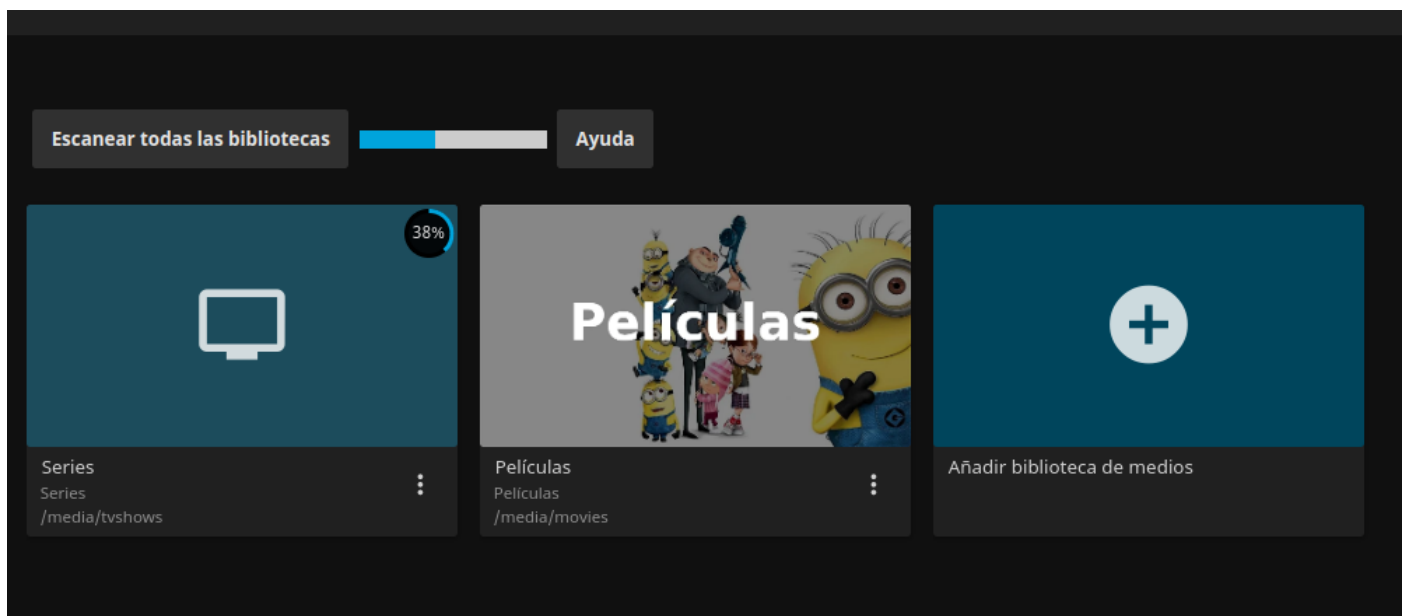 Escanear todas las bibliotecas
Ayuda
38%
Películas
Series
Series
/media/tvshows
Películas
Películas
/media/movies
Añadir biblioteca de medios